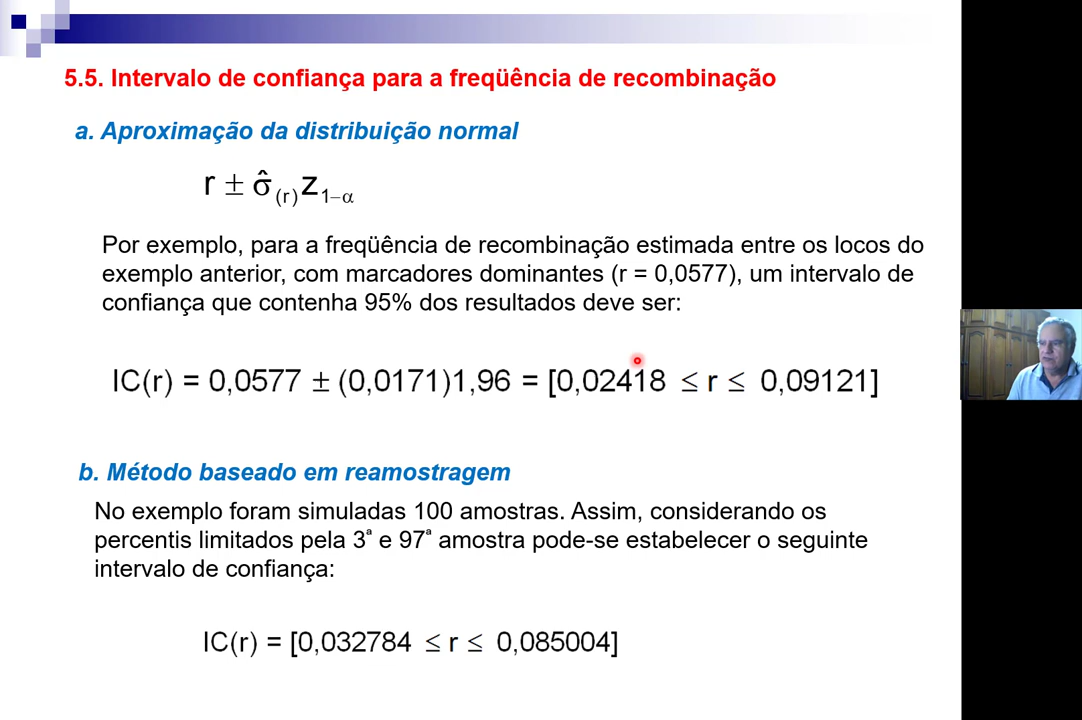 5.5. Intervalo de confiança para a freqüência de recombinação
a. Aproximação da distribuição normal
r ± σ̂(r) z1−α
Por exemplo, para a freqüência de recombinação estimada entre os locos do
exemplo anterior, com marcadores dominantes (r = 0,0577), um intervalo de
confiança que contenha 95% dos resultados deve ser:
IC(r) = 0,0577 ± (0,0171)1,96 = [0,02418 ≤ r ≤ 0,09121]
b. Método baseado em reamostragem
No exemplo foram simuladas 100 amostras. Assim, considerando os
percentis limitados pela 3ª e 97ª amostra pode-se estabelecer o seguinte
intervalo de confiança:
IC(r) = [0,032784 ≤ r ≤ 0,085004]